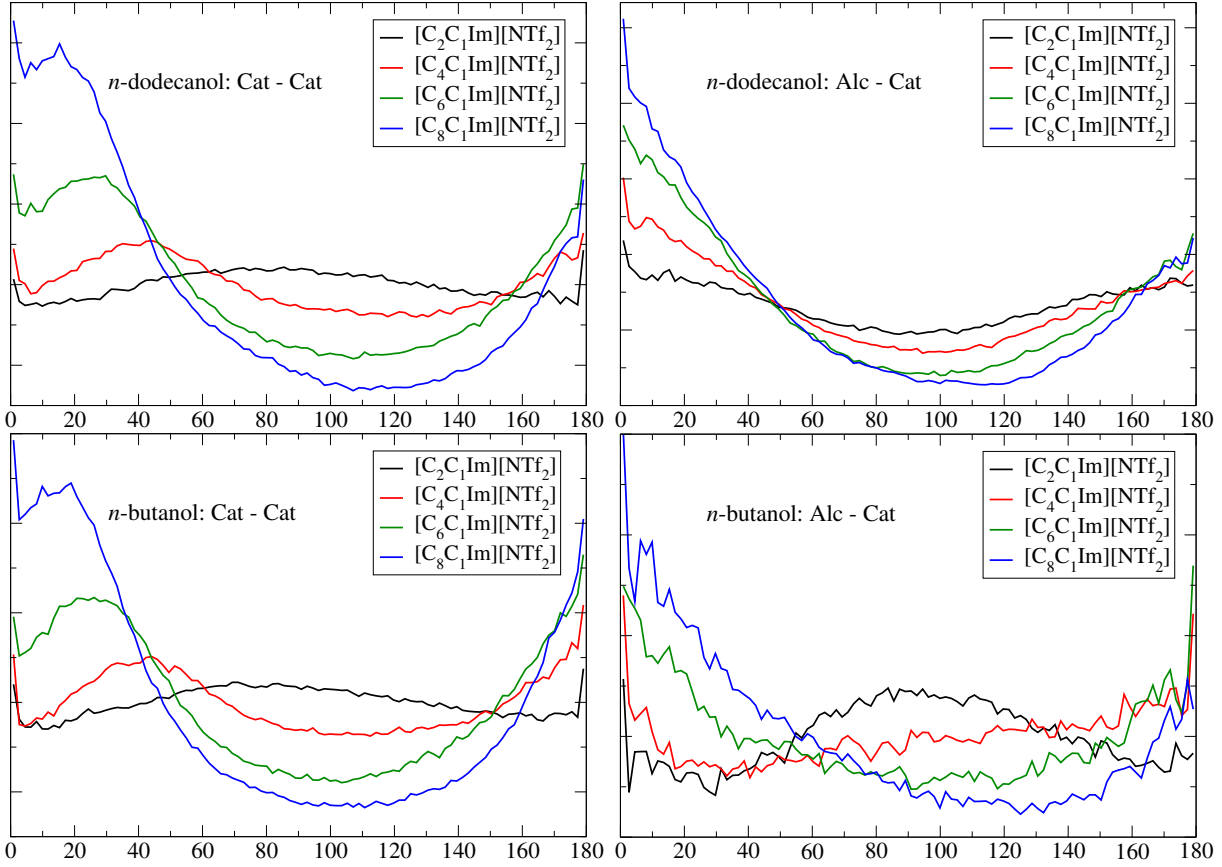 [C2C1Im][NTf2]
[C4C1Im][NTf2]
[C6C1Im][NTf2]
[C8C1Im][NTf2]
n-dodecanol: Cat - Cat
0 20 40 60 80 100 120 140 160 180
[C2C1Im][NTf2]
[C4C1Im][NTf2]
[C6C1Im][NTf2]
[C8C1Im][NTf2]
n-dodecanol: Alc - Cat
0 20 40 60 80 100 120 140 160 180
[C2C1Im][NTf2]
[C4C1Im][NTf2]
[C6C1Im][NTf2]
[C8C1Im][NTf2]
n-butanol: Cat - Cat
0 20 40 60 80 100 120 140 160 180
[C2C1Im][NTf2]
[C4C1Im][NTf2]
[C6C1Im][NTf2]
[C8C1Im][NTf2]
n-butanol: Alc - Cat
0 20 40 60 80 100 120 140 160 180